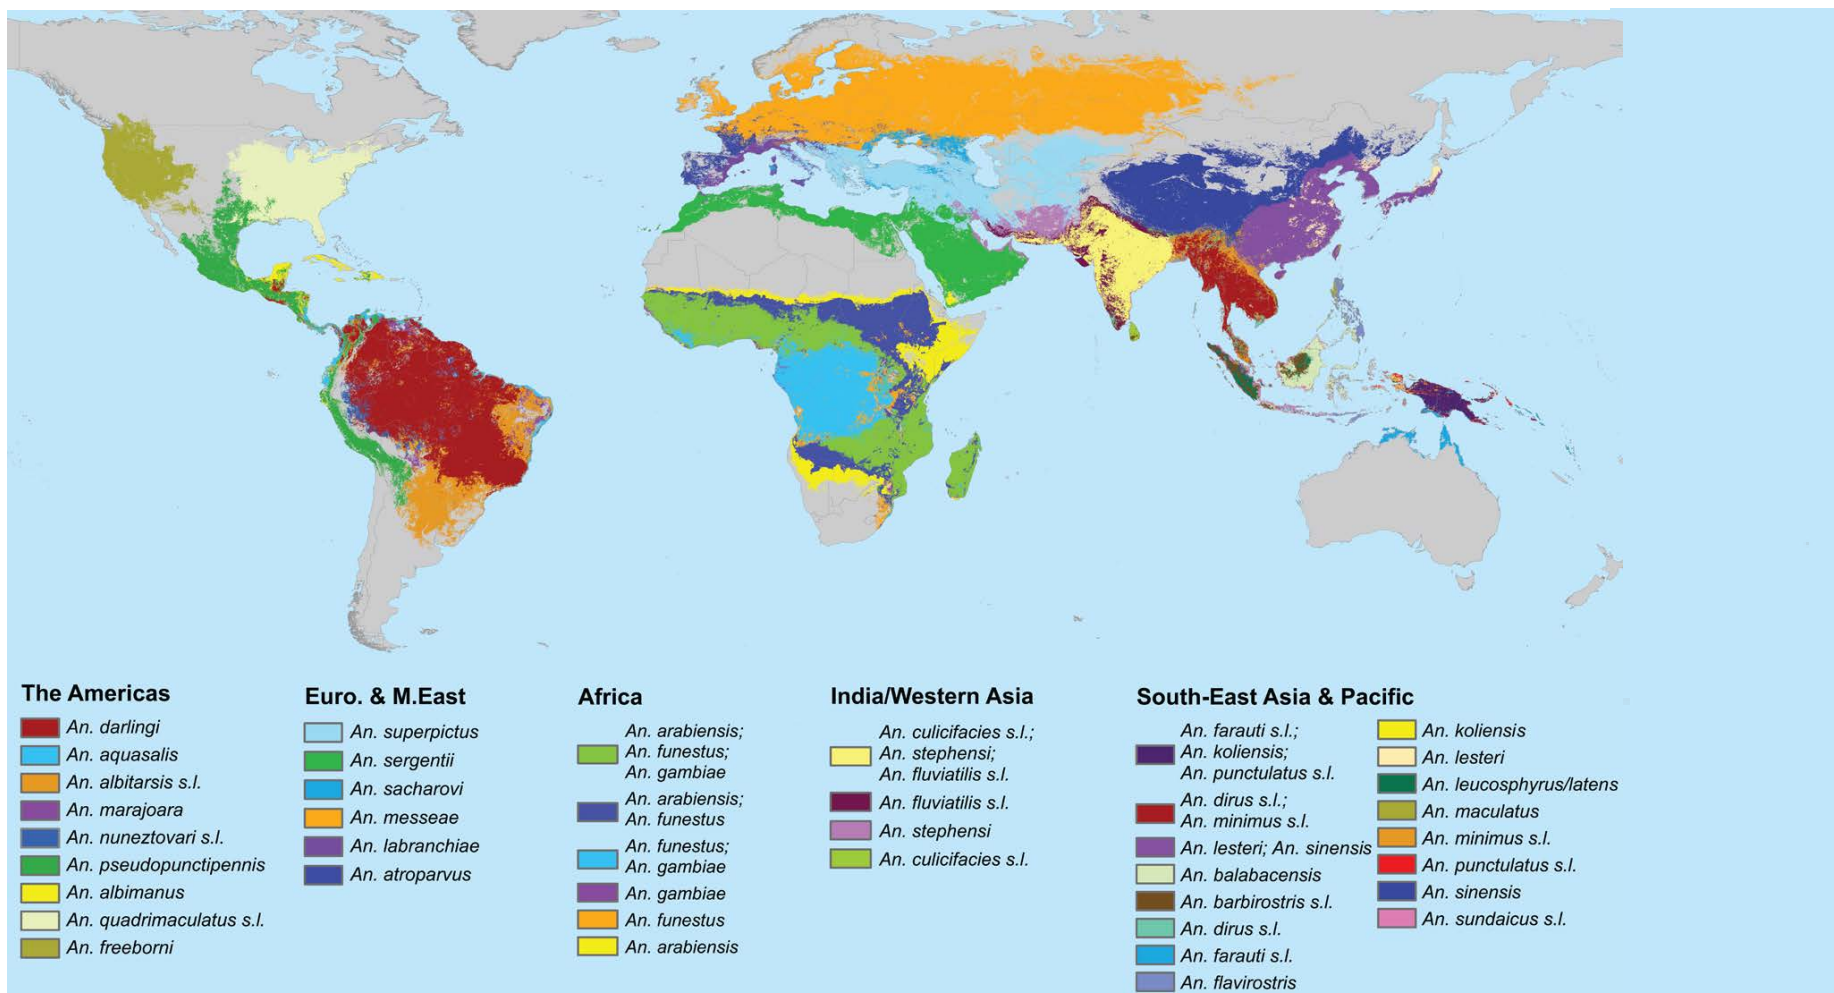 The Americas
An. darlingi
An. aquasalis
An. albitarsis s.l.
An. marajoara
An. nuneztovari s.l.
An. pseudopunctipennis
An. albimanus
An. quadrimaculatus s.l.
An. freeborni
Euro. & M.East
An. superpictus
An. sergentii
An. sacharovi
An. messeae
An. labranchiae
An. atroparvus
Africa
An. arabiensis;
An. funestus;
An. gambiae
An. arabiensis;
An. funestus
An. funestus;
An. gambiae
An. gambiae
An. funestus
An. arabiensis
India/Western Asia
An. culicifacies s.l.;
An. stephensi;
An. fluviatilis s.l.
An. fluviatilis s.l.
An. stephensi
An. culicifacies s.l.
South-East Asia & Pacific
An. farauti s.l.;
An. koliensis;
An. punctulatus s.l.
An. dirus s.l.;
An. minimus s.l.
An. lesteri; An. sinensis
An. balabacensis
An. barbirostris s.l.
An. dirus s.l.
An. farauti s.l.
An. flavirostris
An. koliensis
An. lesteri
An. leucosphyrus/latens
An. maculatus
An. minimus s.l.
An. punctulatus s.l.
An. sinensis
An. sundaicus s.l.